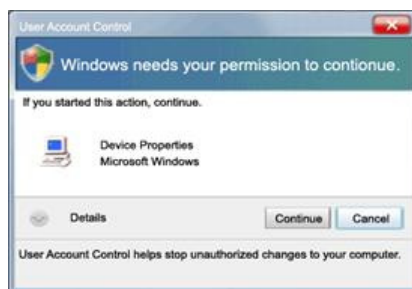 User Account Control
Windows needs your permission to contionue.
If you started this action, continue.
Device Properties
Microsoft Windows
Details
Continue
Cancel
User Account Control helps stop unauthorized changes to your computer.